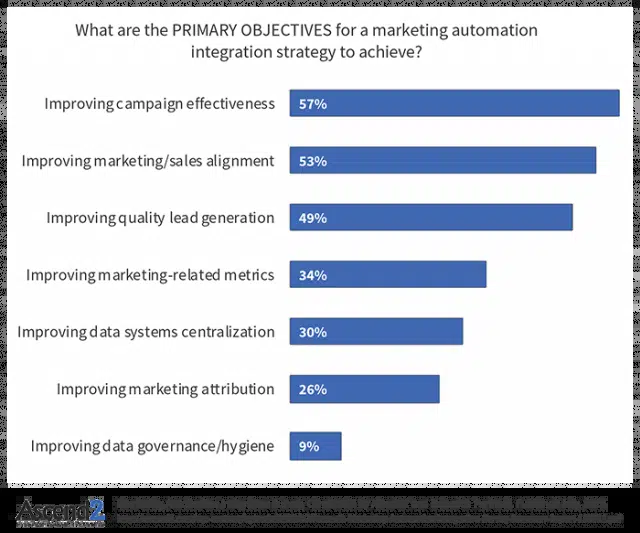 What are the PRIMARY OBJECTIVES for a marketing automation
integration strategy to achieve?
Improving campaign effectiveness 57%
Improving marketing/sales alignment 53%
Improving quality lead generation 49%
Improving marketing-related metrics 34%
Improving data systems centralization 30%
Improving marketing attribution 26%
Improving data governance/hygiene 9%
Ascend2